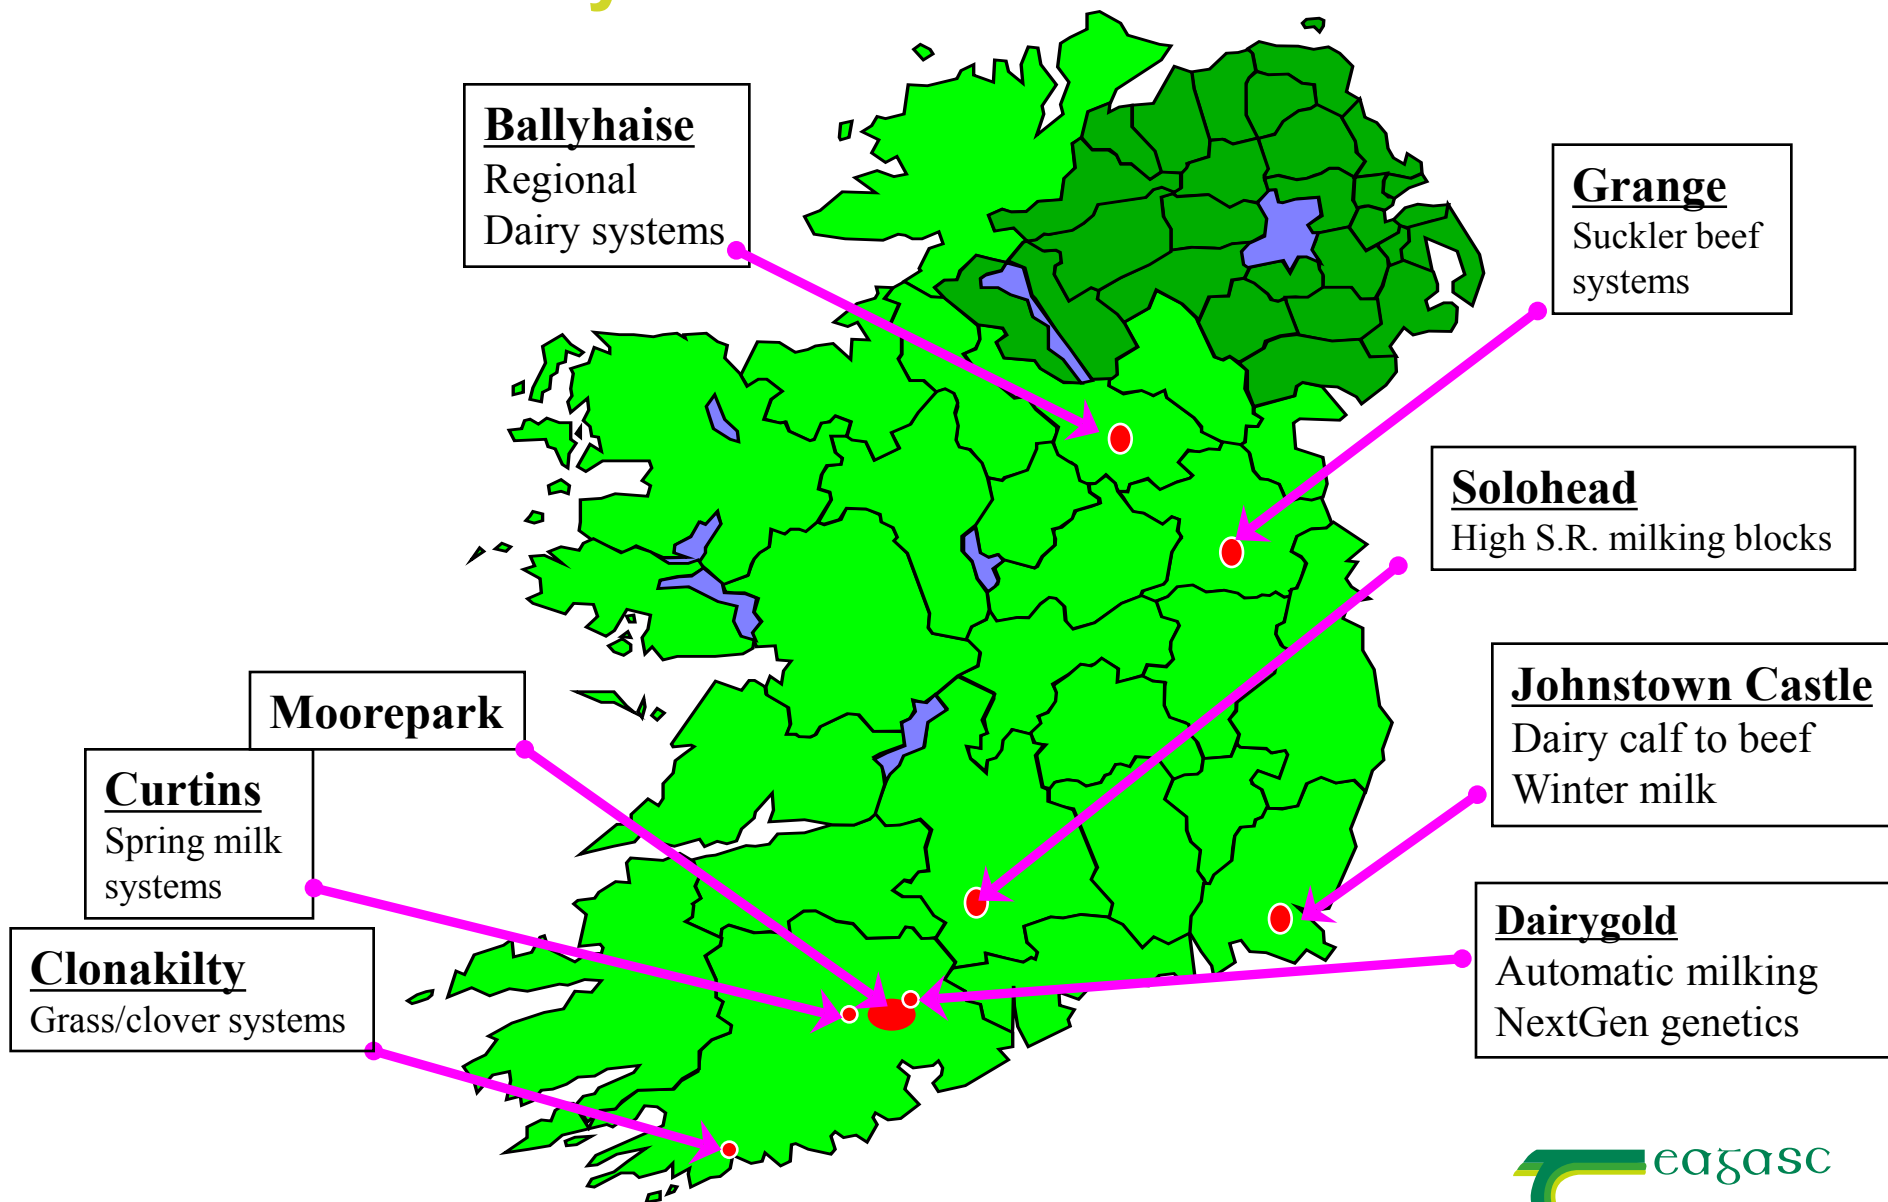 Ballyhaise
Regional
Dairy systems
Grange
Suckler beef
systems
Solohead
High S.R. milking blocks
Moorepark
Johnstown Castle
Dairy calf to beef
Winter milk
Curtins
Spring milk
systems
Dairygold
Automatic milking
NextGen genetics
Clonakilty
Grass/clover systems
eagasc